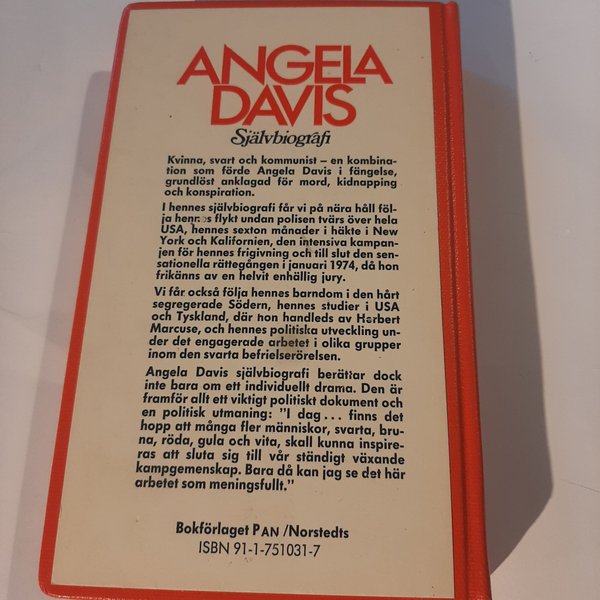 ANGELA
DAVIS
Självbiografi
Kvinna, svart och kommunist – en kombina-
tion som förde Angela Davis i fängelse,
grundlöst anklagad för mord, kidnapping
och konspiration.
I hennes självbiografi får vi på nära håll föl-
ja hennes flykt undan polisen tvärs över hela
USA, hennes sexton månader i häkte i New
York och Kalifornien, den intensiva kampan-
jen för hennes frigivning och till slut den sen-
sationella rättegången i januari 1974, då hon
frikänns av en helvit enhällig jury.
Vi får också följa hennes barndom i den hårt
segregerade Södern, hennes studier i USA
och Tyskland, där hon handleds av Herbert
Marcuse, och hennes politiska utveckling un-
der det engagerade arbetet i olika grupper
inom den svarta befrielserörelsen.
Angela Davis självbiografi berättar dock
inte bara om ett individuellt drama. Den är
framför allt ett viktigt politiskt dokument och
en politisk utmaning: "I dag... finns det
hopp att många fler människor, svarta, bru-
na, röda, gula och vita, skall kunna inspire-
ras att sluta sig till vår ständigt växande
kampgemenskap. Bara då kan jag se det här
arbetet som meningsfullt."
Bokförlaget PAN/Norstedts
ISBN 91-1-751031-7